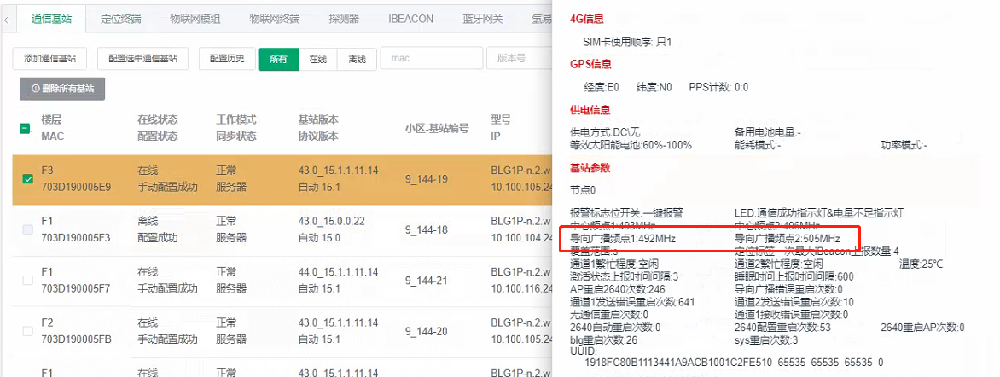 通信基站 定位终端 物联网模组 物联网终端 探测器 IBEACON 蓝牙网关 氢易
添加通信基站 配置选中通信基站 配置历史 所有 在线 离线 mac 版本号
删除所有基站
楼层 在线状态 工作模式 基站版本 小区-基站编号 型号
MAC 配置状态 同步状态 协议版本 IP
F3 在线 正常 43.0_15.1.1.11.14 9_144-19 BLG1P-n.2.w
703D190005E9 手动配置成功 服务器 自动 15.1 10.100.105.24
F1 离线 正常 43.0_15.0.0.22 9_144-18 BLG1P-n.2.w
703D190005F3 配置成功 服务器 自动 15.0 10.100.104.24
F1 在线 正常 44.0_15.1.1.11.14 9_144-21 BLG1P-n.2.w
703D190005F7 手动配置成功 服务器 自动 15.1 10.100.116.24
F2 在线 正常 43.0_15.1.1.11.14 9_144-20 BLG1P-n.2.w
703D190005FB 手动配置成功 服务器 自动 15.1 10.100.105.24
F1 在线 正常 43.0_15.1.1.11.14 BLG1P-n.2.w
4G信息
SIM卡使用顺序: 只1
GPS信息
经度:E0 纬度:N0 PPS计数: 0:0
供电信息
供电方式:DC\无 备用电池电量:-
等效太阳能电池:60%-100% 能耗模式:- 功率模式:-
基站参数
节点0
报警标志位开关:一键报警 LED:通信成功指示灯&电量不足指示灯
中心频点1:493MHz 中心频点2:496MHz
导向广播频点1:492MHz 导向广播频点2:505MHz
覆盖范围:3 定位标签一次最大iBeacon上报数量:4
通道1繁忙程度:空闲 通道2繁忙程度:空闲 温度:25℃
激活状态上报时间间隔:3 睡眠时间上报时间间隔:600
AP重启2640次数:246 导向广播错误重启次数:0
通道1发送错误重启次数:641 通道2发送错误重启次数:10
无通信重启次数:0 通道1接收错误重启次数:0
2640自动重启次数:0 2640配置重启次数:53 2640重启AP次数:0
blg重启次数:26 sys重启次数:3
UUID:
1918FC80B1113441A9ACB1001C2FE510_65535_65535_65535_0